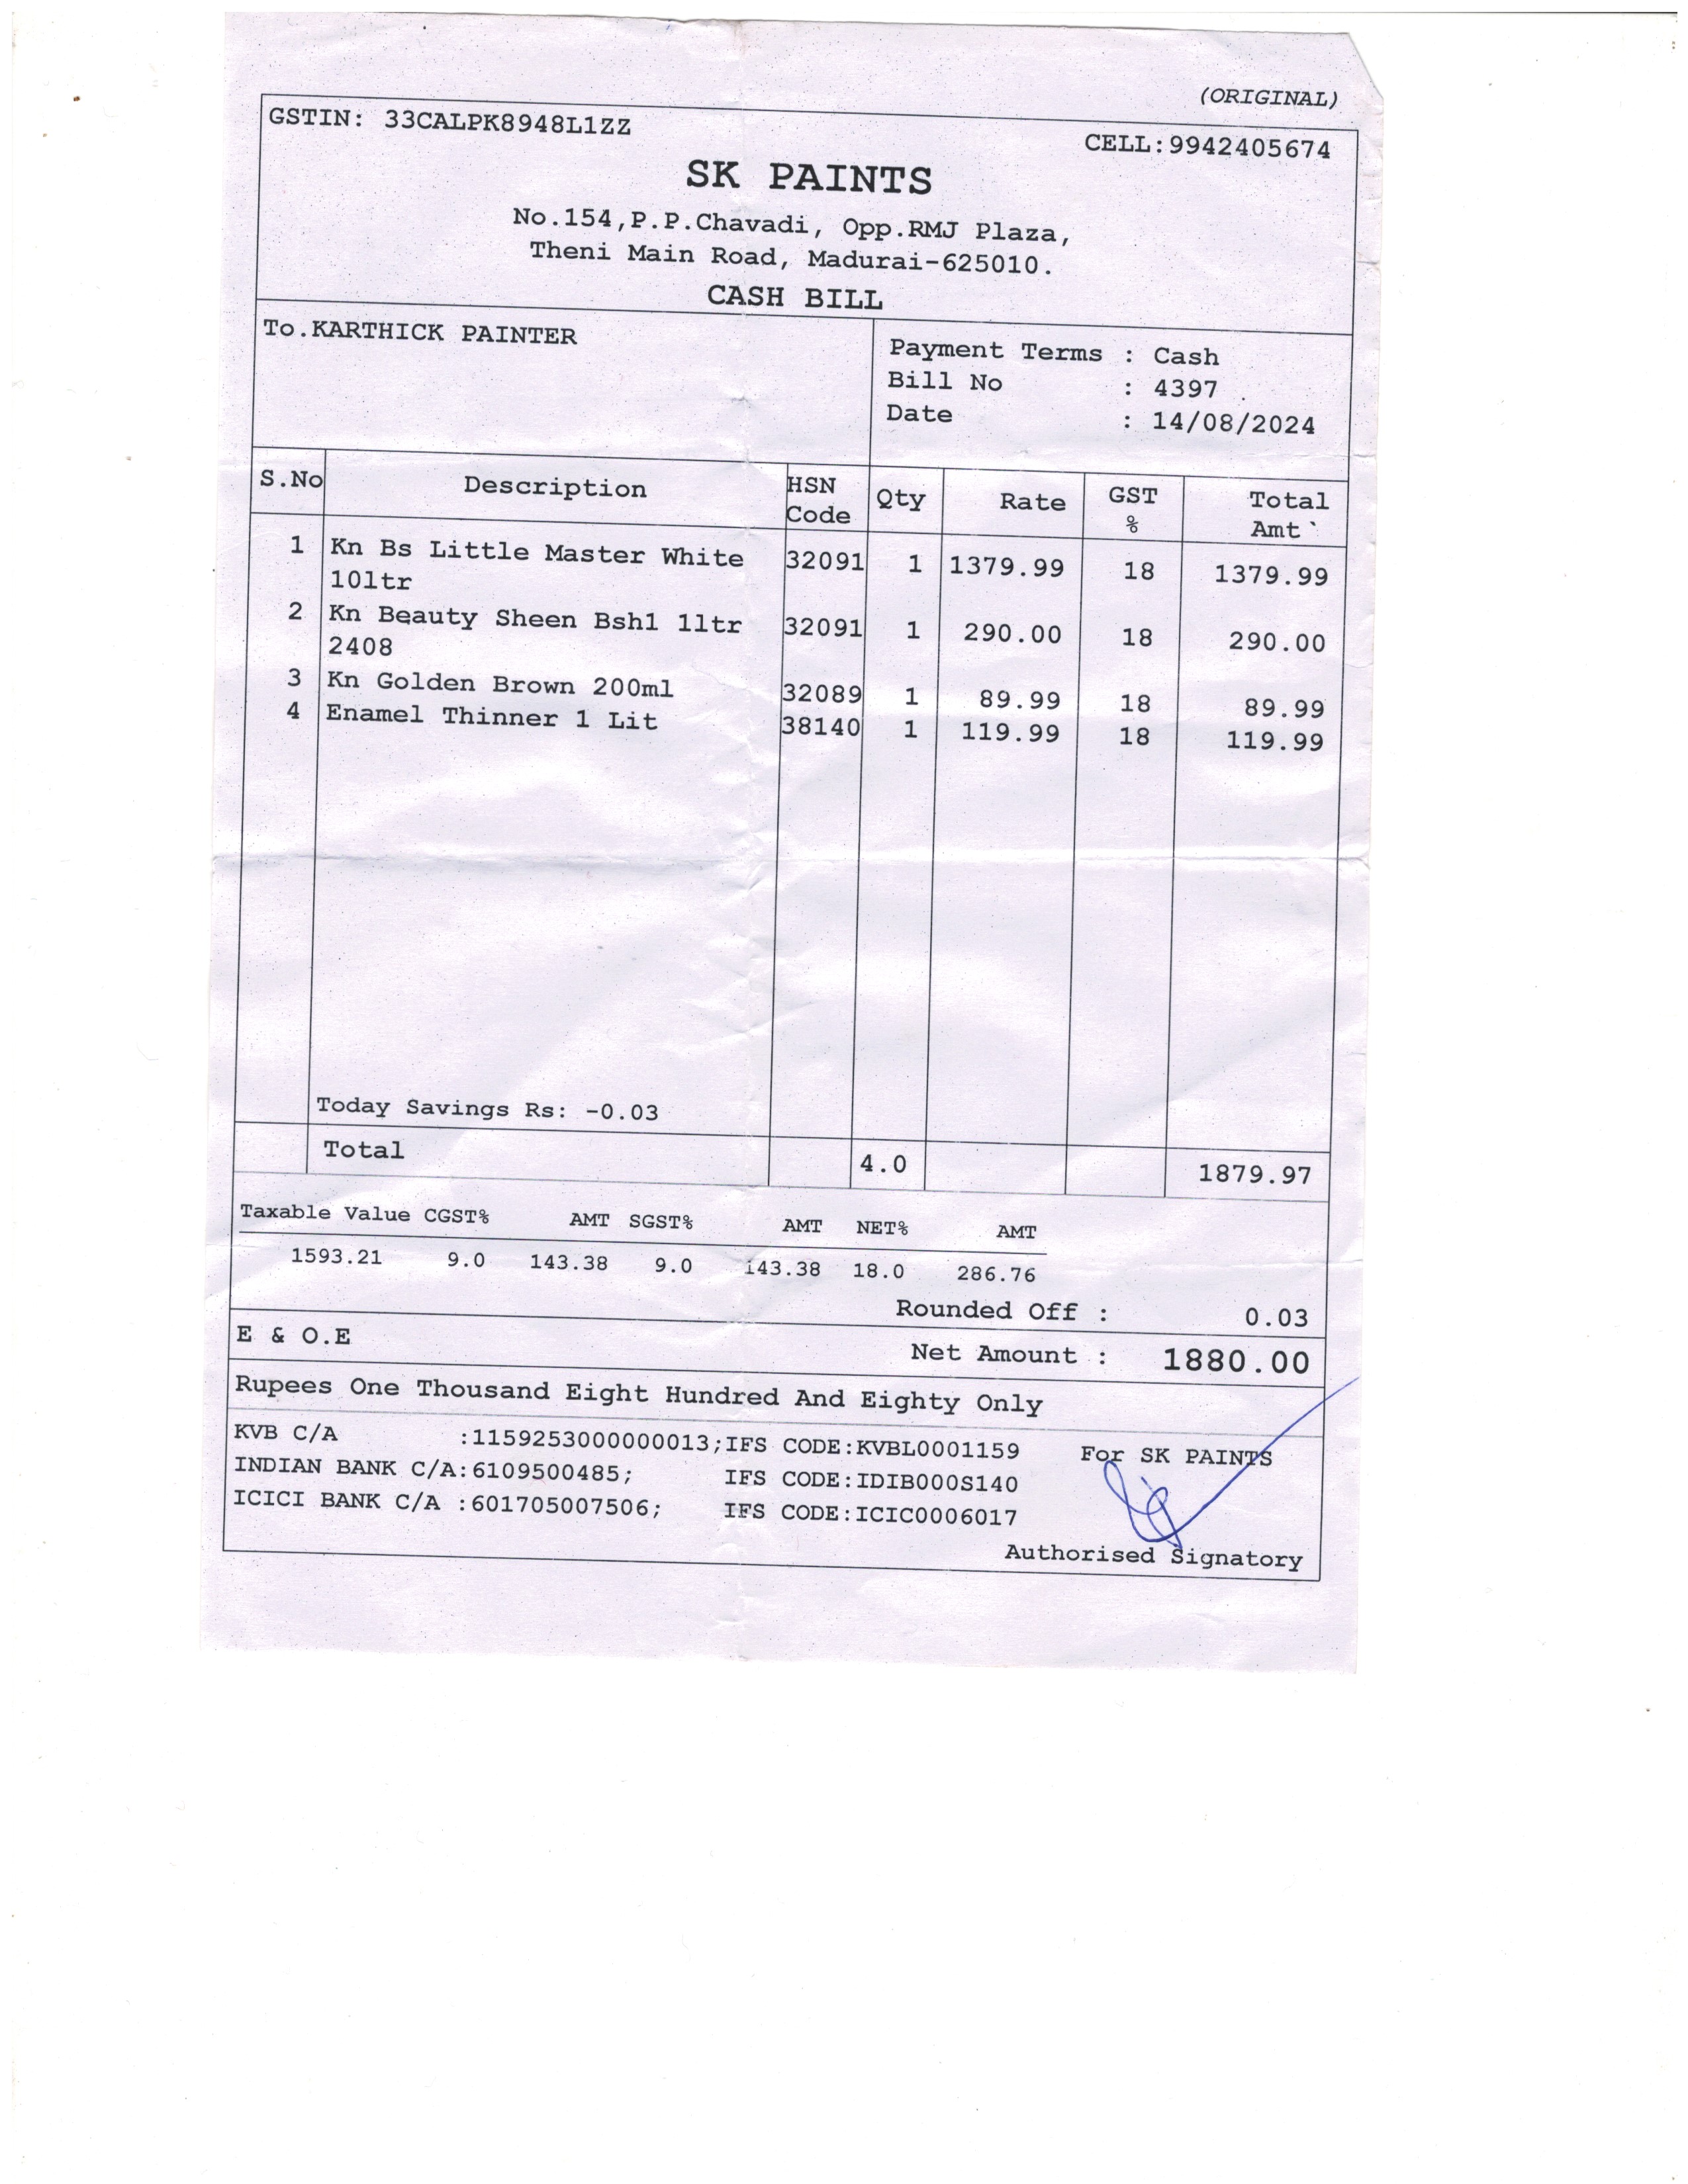 (ORIGINAL)
GSTIN: 33CALPK8948L1ZZ CELL:9942405674
SK PAINTS
No.154,P.P.Chavadi, Opp.RMJ Plaza,
Theni Main Road, Madurai-625010.
CASH BILL
To.KARTHICK PAINTER
Payment Terms : Cash
Bill No : 4397
Date : 14/08/2024
S.No Description HSN Code Qty Rate GST % Total Amt`
1 Kn Bs Little Master White 32091 1 1379.99 18 1379.99
10ltr
2 Kn Beauty Sheen Bsh1 1ltr 32091 1 290.00 18 290.00
2408
3 Kn Golden Brown 200ml 32089 1 89.99 18 89.99
4 Enamel Thinner 1 Lit 38140 1 119.99 18 119.99
Today Savings Rs: -0.03
Total 4.0 1879.97
Taxable Value CGST% AMT SGST% AMT NET% AMT
1593.21 9.0 143.38 9.0 143.38 18.0 286.76
Rounded Off : 0.03
E & O.E Net Amount : 1880.00
Rupees One Thousand Eight Hundred And Eighty Only
KVB C/A :1159253000000013;IFS CODE:KVBL0001159 For SK PAINTS
INDIAN BANK C/A:6109500485; IFS CODE:IDIB000S140
ICICI BANK C/A :601705007506; IFS CODE:ICIC0006017
Authorised Signatory